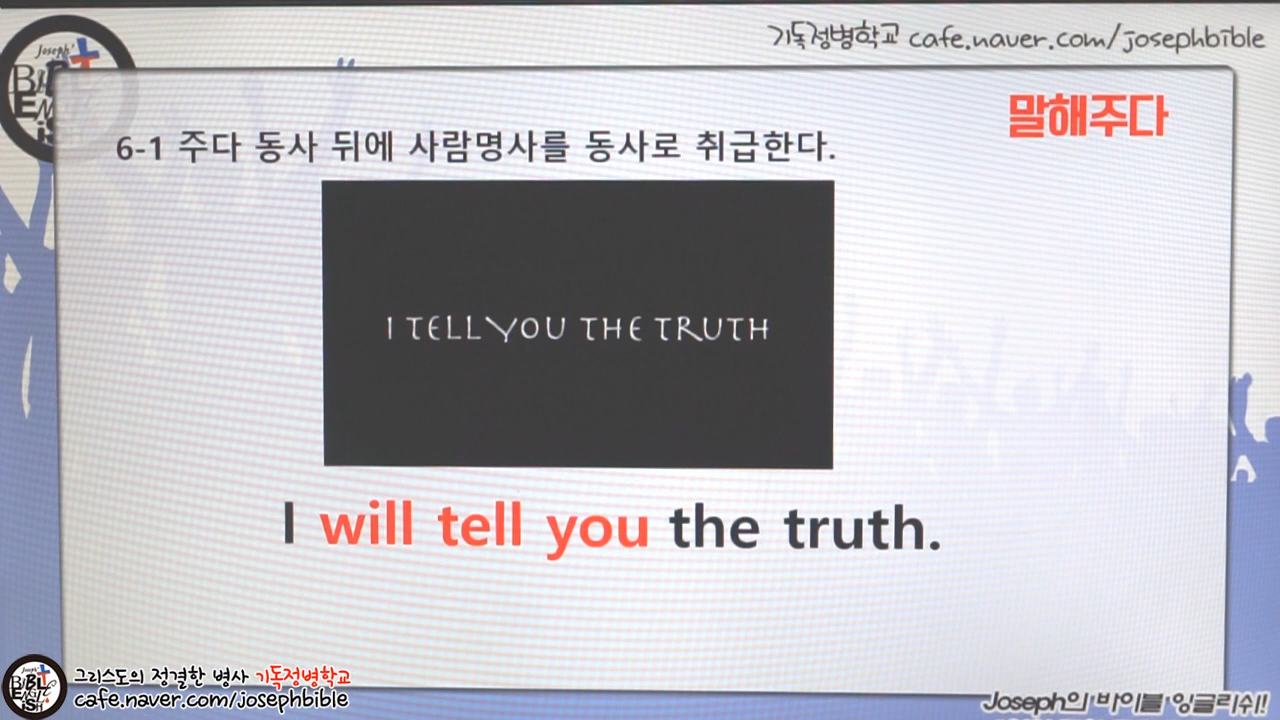 기독정병학교 cafe.naver.com/josephbible
Joseph'
말해주다
6-1 주다 동사 뒤에 사람명사를 동사로 취급한다.
I TELL YOU THE TRUTH
I will tell you the truth.
그리스도의 정결한 병사 기독정병학교
cafe.naver.com/josephbible
Joseph의 바이블 잉글리쉬!